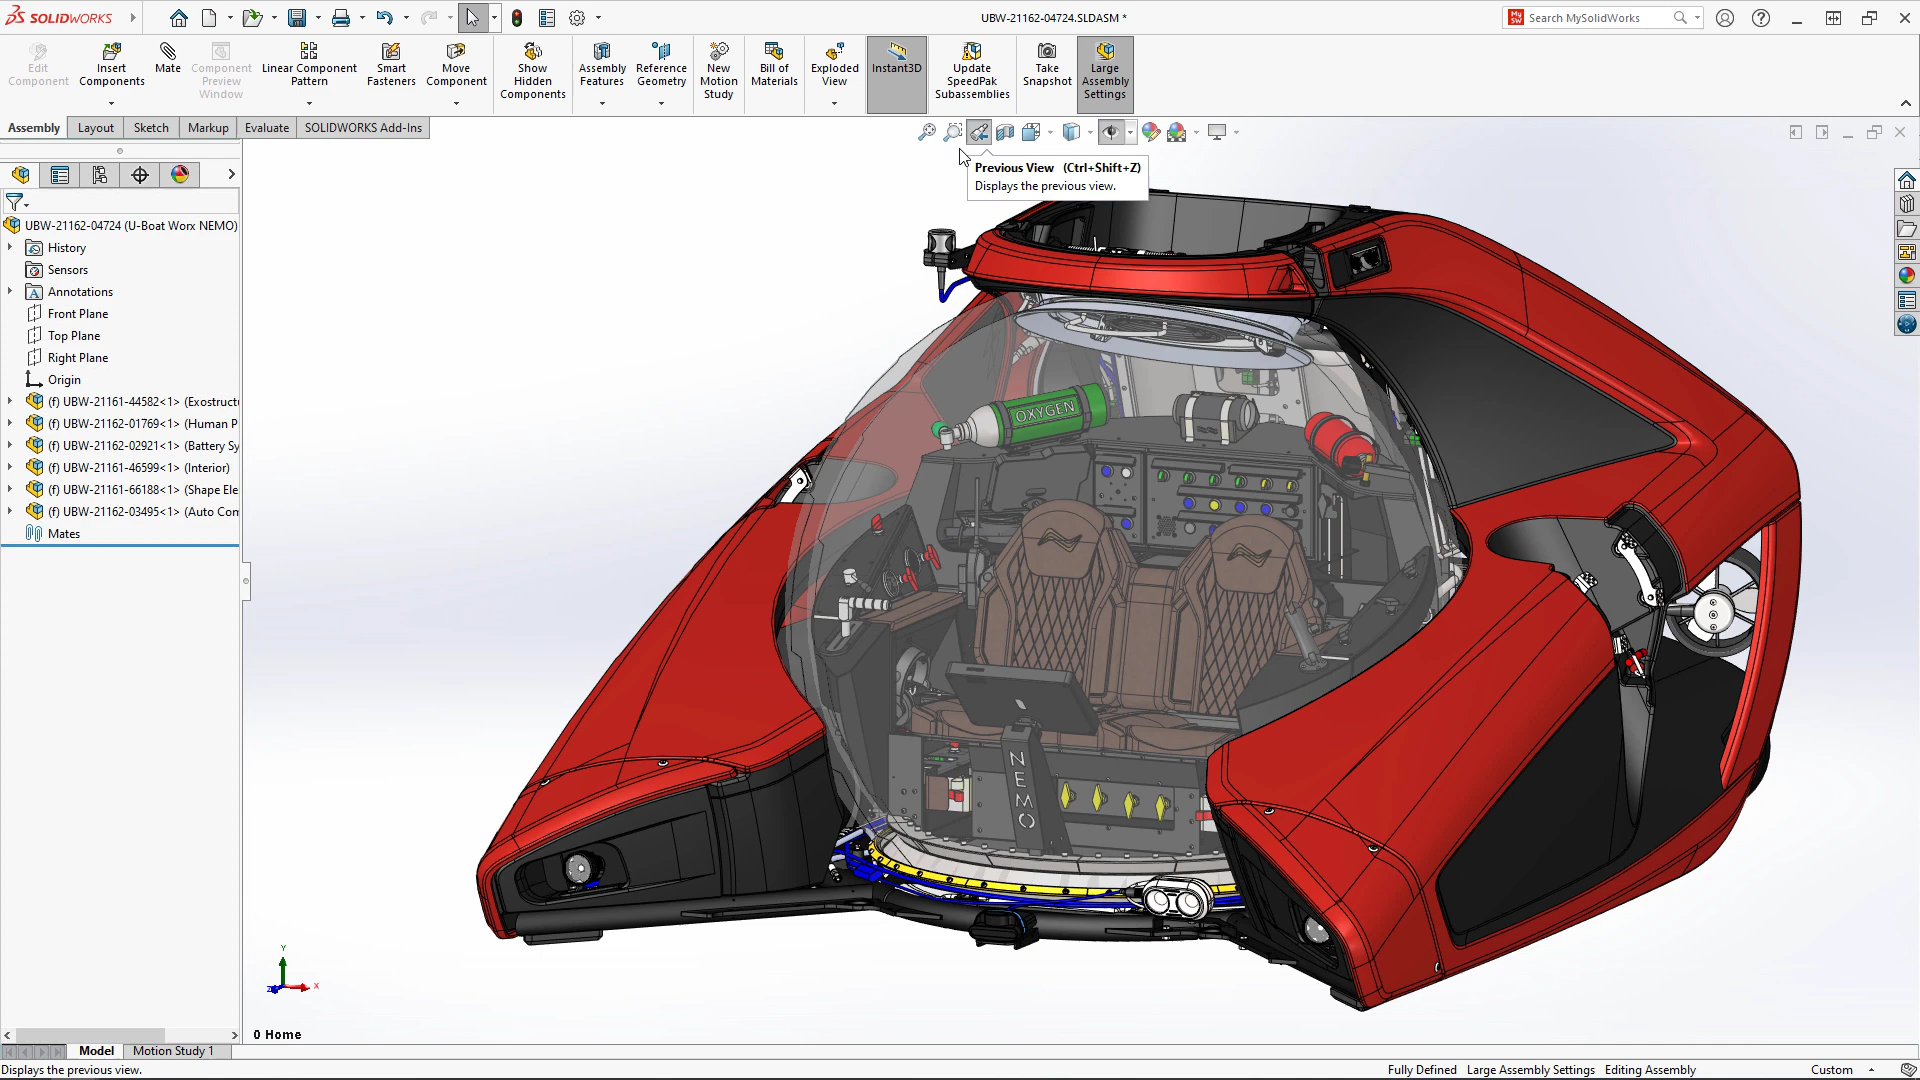 SOLIDWORKS
UBW-21162-04724.SLDASM *
Search MySolidWorks
Edit Component
Insert Components
Mate
Component Preview Window
Linear Component Pattern
Smart Fasteners
Move Component
Show Hidden Components
Assembly Features
Reference Geometry
New Motion Study
Bill of Materials
Exploded View
Instant3D
Update SpeedPak Subassemblies
Take Snapshot
Large Assembly Settings
Assembly
Layout
Sketch
Markup
Evaluate
SOLIDWORKS Add-Ins
Previous View (Ctrl+Shift+Z)
Displays the previous view.
UBW-21162-04724 (U-Boat Worx NEMO)
History
Sensors
Annotations
Front Plane
Top Plane
Right Plane
Origin
(f) UBW-21161-44582<1> (Exostructu
(f) UBW-21162-01769<1> (Human P
(f) UBW-21162-02921<1> (Battery Sy
(f) UBW-21161-46599<1> (Interior)
(f) UBW-21161-66188<1> (Shape Ele
(f) UBW-21162-03495<1> (Auto Con
Mates
OXYGEN
NEMO
Y
X
Z
0 Home
Model
Motion Study 1
Displays the previous view.
Fully Defined
Large Assembly Settings
Editing Assembly
Custom